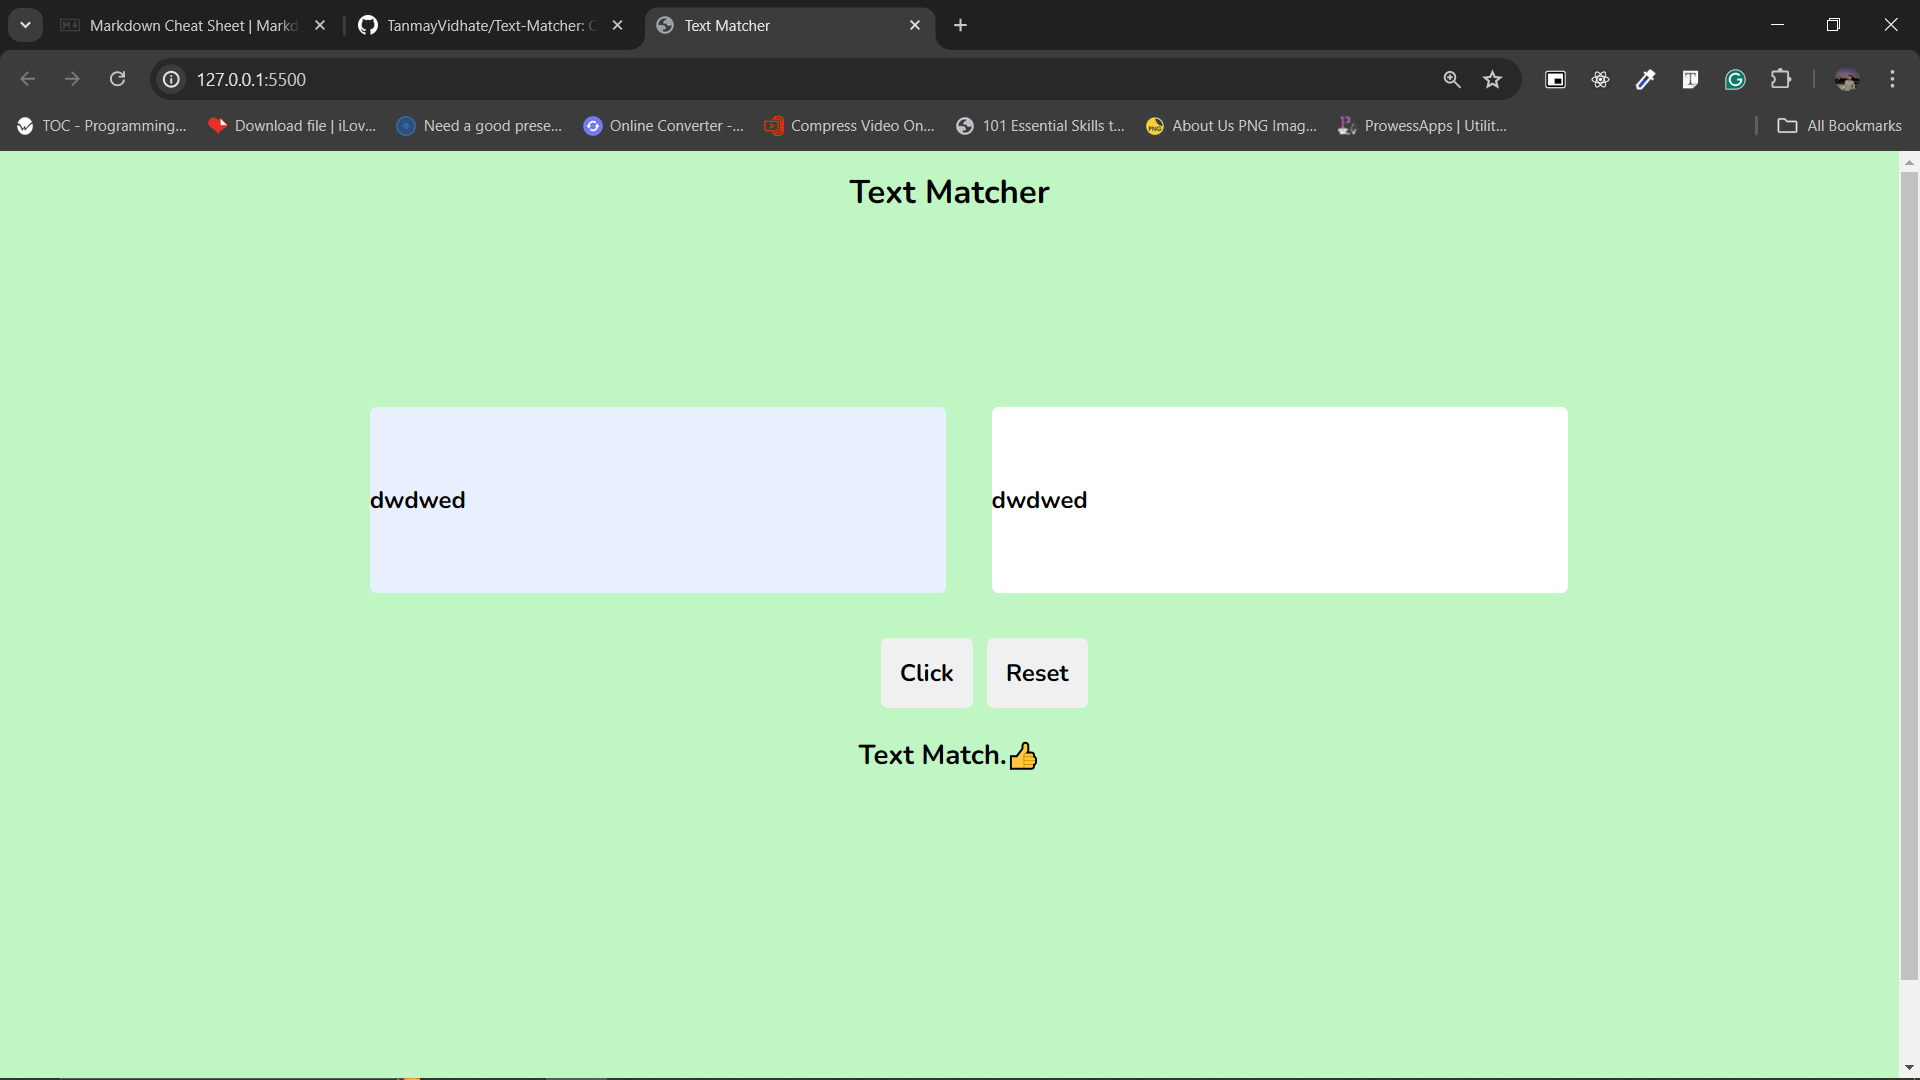 Markdown Cheat Sheet | Markd
TanmayVidhate/Text-Matcher: C
Text Matcher
127.0.0.1:5500
TOC - Programming...
Download file | iLov...
Need a good prese...
Online Converter -...
Compress Video On...
101 Essential Skills t...
About Us PNG Imag...
ProwessApps | Utilit...
All Bookmarks
Text Matcher
dwdwed
dwdwed
Click
Reset
Text Match.👍